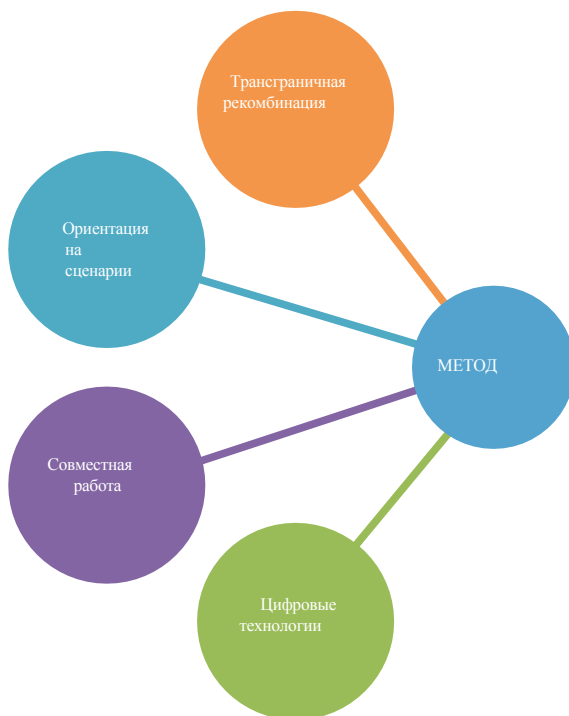 Трансграничная
рекомбинация
Ориентация
на
сценарии
МЕТОД
Совместная
работа
Цифровые
технологии